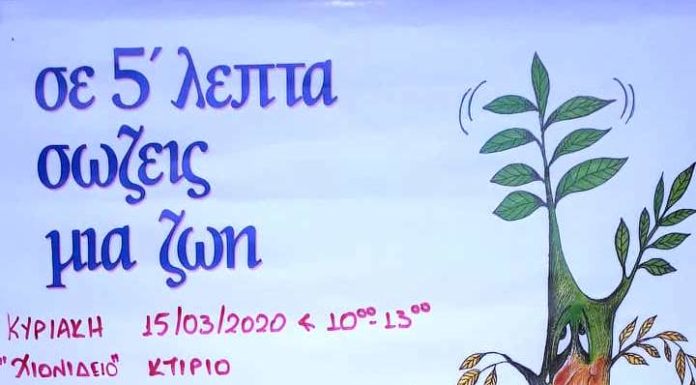 σε 5΄ λεπτα
σωζεις
μια ζωη
ΚΥΡΙΑΚΗ 15/03/2020 < 10⁰⁰-13⁰⁰
"ΧΙΟΝΙΔΕΙΟ" ΚΤΙΡΙΟ